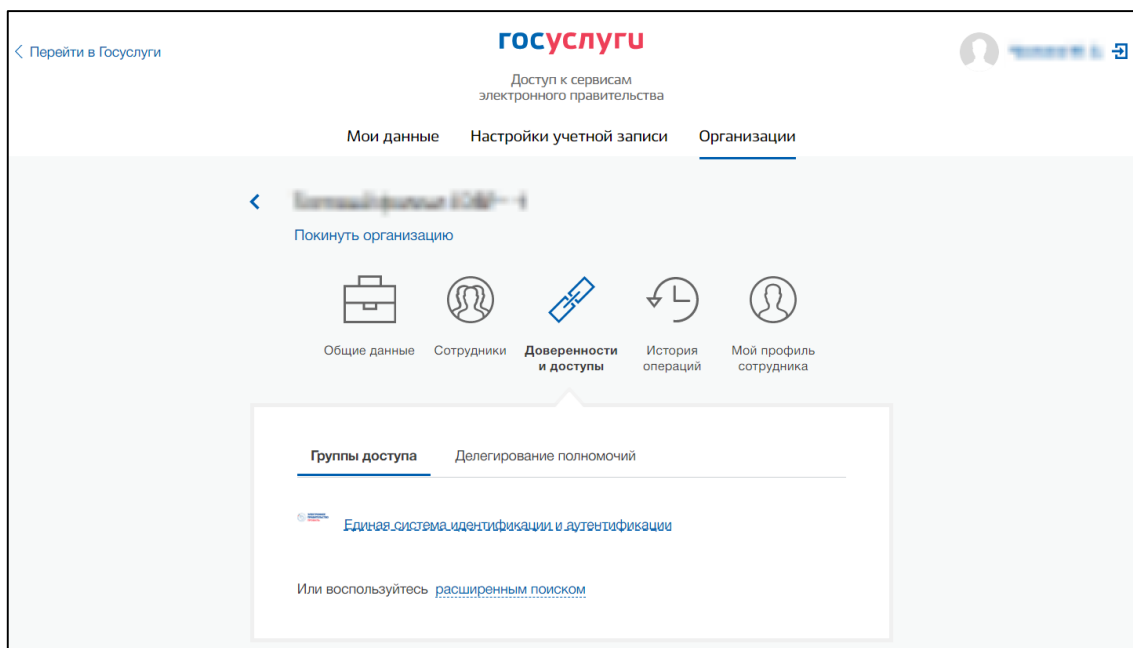 Перейти в Госуслуги
госуслуги
Доступ к сервисам
электронного правительства
Мои данные Настройки учетной записи Организации
Покинуть организацию
Общие данные Сотрудники Доверенности и доступы История операций Мой профиль сотрудника
Группы доступа Делегирование полномочий
Единая система идентификации и аутентификации
Или воспользуйтесь расширенным поиском